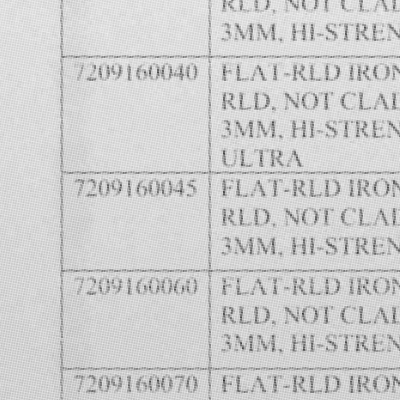 RLD, NOT CLAD
3MM, HI-STREN
7209160040 FLAT-RLD IRON
RLD, NOT CLAD
3MM, HI-STREN
ULTRA
7209160045 FLAT-RLD IRON
RLD, NOT CLAD
3MM, HI-STREN
7209160060 FLAT-RLD IRON
RLD, NOT CLAD
3MM, HI-STREN
7209160070 FLAT-RLD IRON